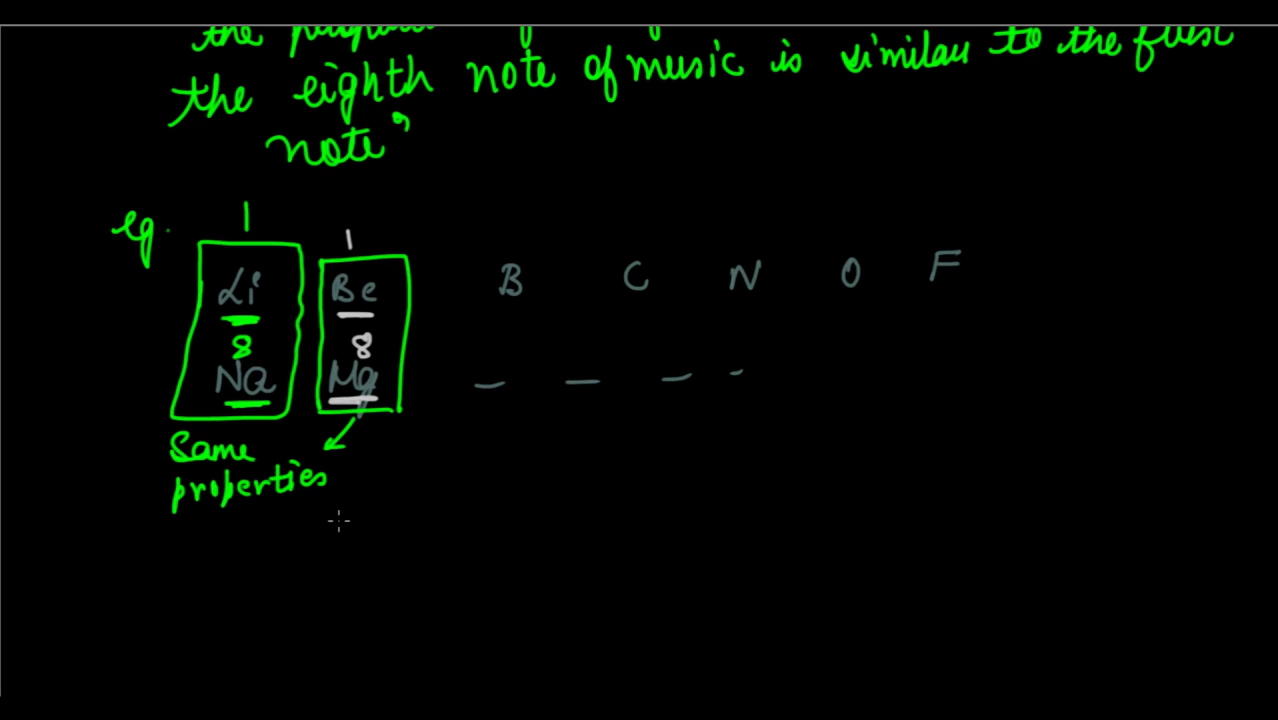 the
the eighth note of music is similar to the first
note"
eg.
1 1
Li Be B C N O F
8 8
Na Mg - - - -
Same
properties